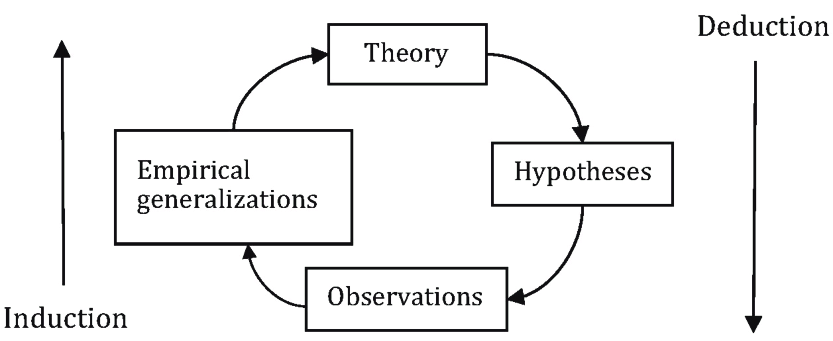 Deduction
Theory
Empirical
generalizations
Hypotheses
Observations
Induction